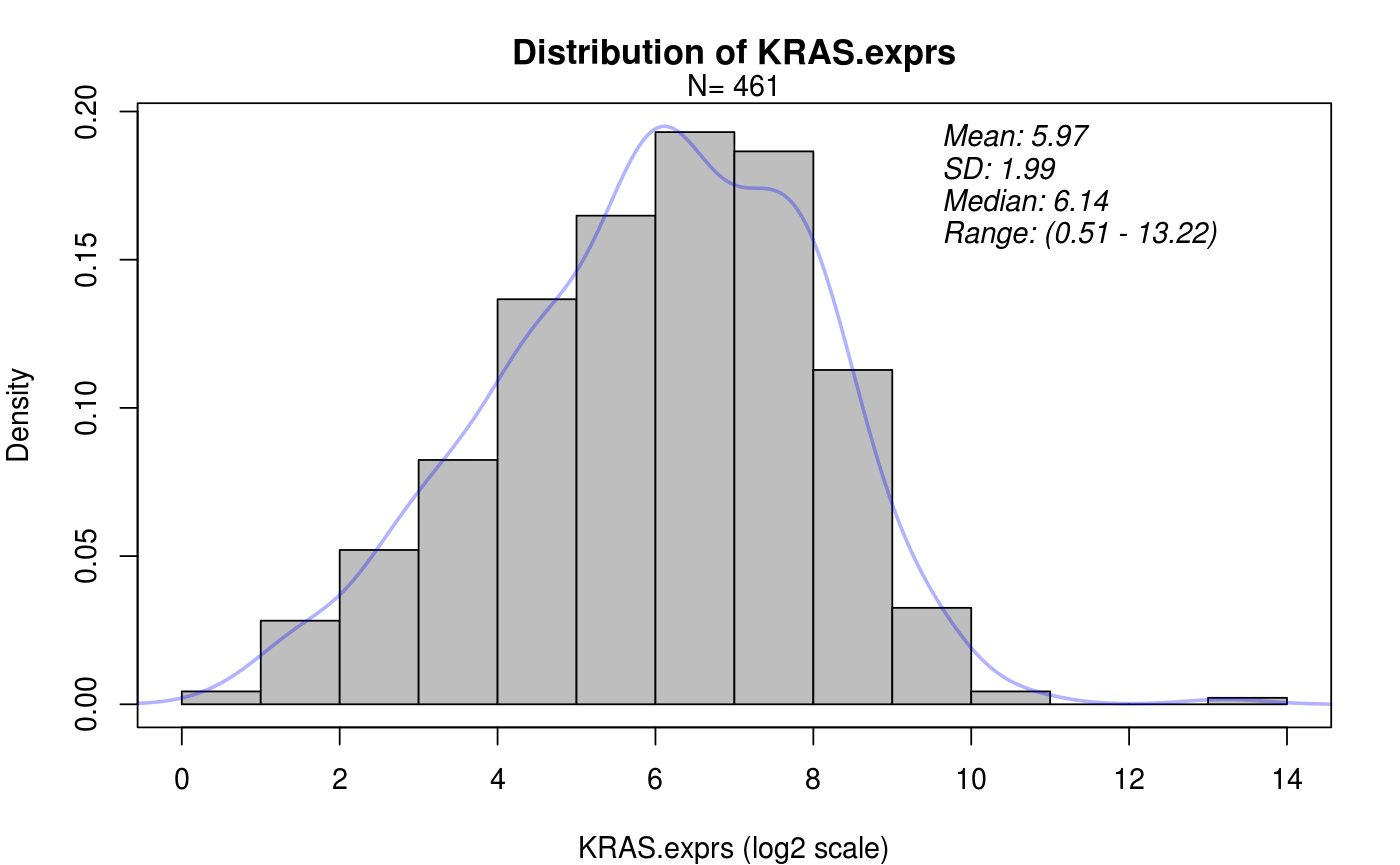 Distribution of KRAS.exprs
N= 461
Mean: 5.97
SD: 1.99
Median: 6.14
Range: (0.51 - 13.22)
Density
0.20
0.15
0.10
0.05
0.00
0 2 4 6 8 10 12 14
KRAS.exprs (log2 scale)